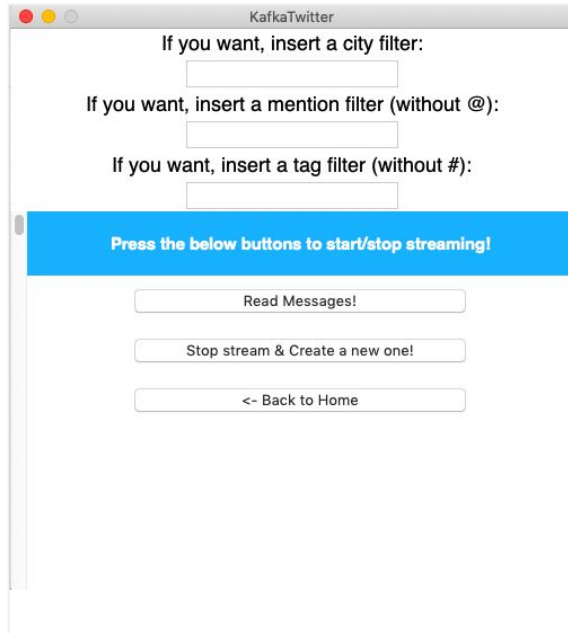 KafkaTwitter
If you want, insert a city filter:
If you want, insert a mention filter (without @):
If you want, insert a tag filter (without #):
Press the below buttons to start/stop streaming!
Read Messages!
Stop stream & Create a new one!
<- Back to Home